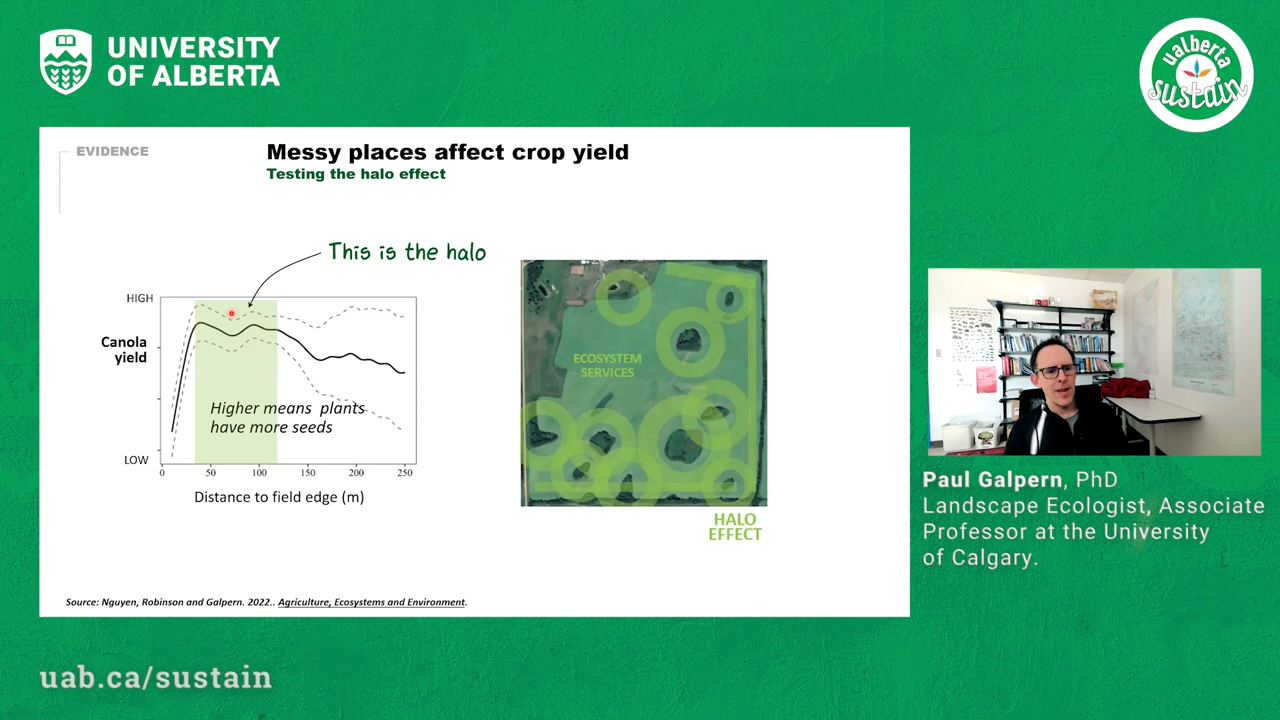 UNIVERSITY
OF ALBERTA
ualberta
sustain
EVIDENCE
Messy places affect crop yield
Testing the halo effect
This is the halo
HIGH
Canola
yield
Higher means plants
have more seeds
LOW
0 50 100 150 200 250
Distance to field edge (m)
ECOSYSTEM
SERVICES
HALO
EFFECT
Source: Nguyen, Robinson and Galpern. 2022.. Agriculture, Ecosystems and Environment.
Paul Galpern, PhD
Landscape Ecologist, Associate
Professor at the University
of Calgary.
uab.ca/sustain